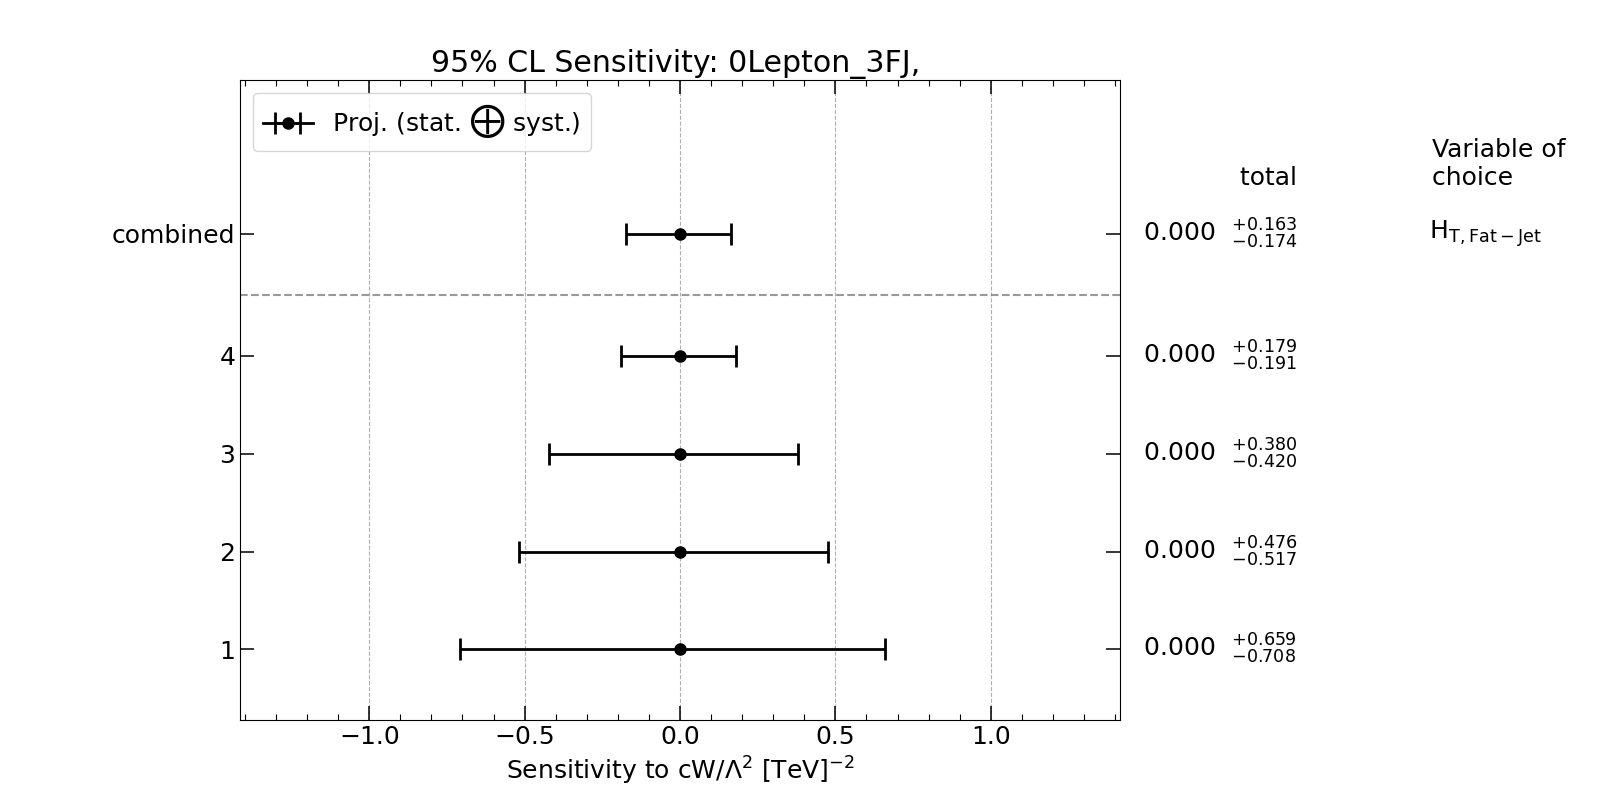 95% CL Sensitivity: 0Lepton_3FJ,
Proj. (stat. ⊕ syst.)
Variable of
choice
total
combined
0.000 +0.163 −0.174
H T, Fat − Jet
4
0.000 +0.179 −0.191
3
0.000 +0.380 −0.420
2
0.000 +0.476 −0.517
1
0.000 +0.659 −0.708
−1.0 −0.5 0.0 0.5 1.0
Sensitivity to cW/Λ² [TeV]⁻²